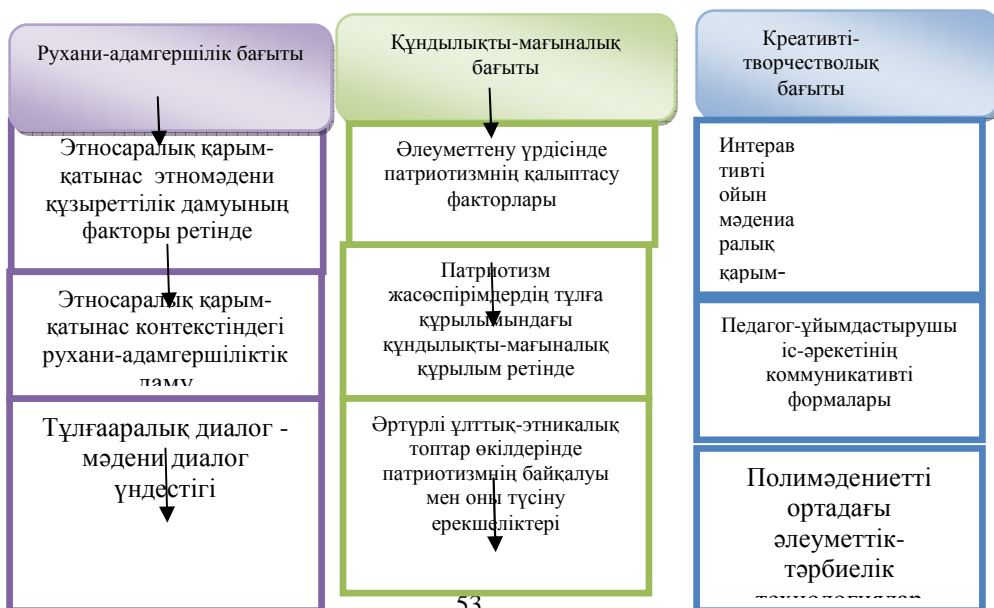 Рухани-адамгершілік бағыты
Этносаралық қарым-
қатынас этномәдени
құзыреттілік дамуының
факторы ретінде
Этносаралық қарым-
қатынас контекстіндегі
рухани-адамгершіліктік
даму
Тұлғааралық диалог -
мәдени диалог
үндестігі
Құндылықты-мағыналық
бағыты
Әлеуметтену үрдісінде
патриотизмнің қалыптасу
факторлары
Патриотизм
жасөспірімдердің тұлға
құрылымындағы
құндылықты-мағыналық
құрылым ретінде
Әртүрлі ұлттық-этникалық
топтар өкілдерінде
патриотизмнің байқалуы
мен оны түсіну
ерекшеліктері
Креативті-
творчестволық
бағыты
Интерав
тивті
ойын
мәдениа
ралық
қарым-
Педагог-ұйымдастырушы
іс-әрекетінің
коммуникативті
формалары
Полимәдениетті
ортадағы
әлеуметтік-
тәрбиелік
технологиялар
53